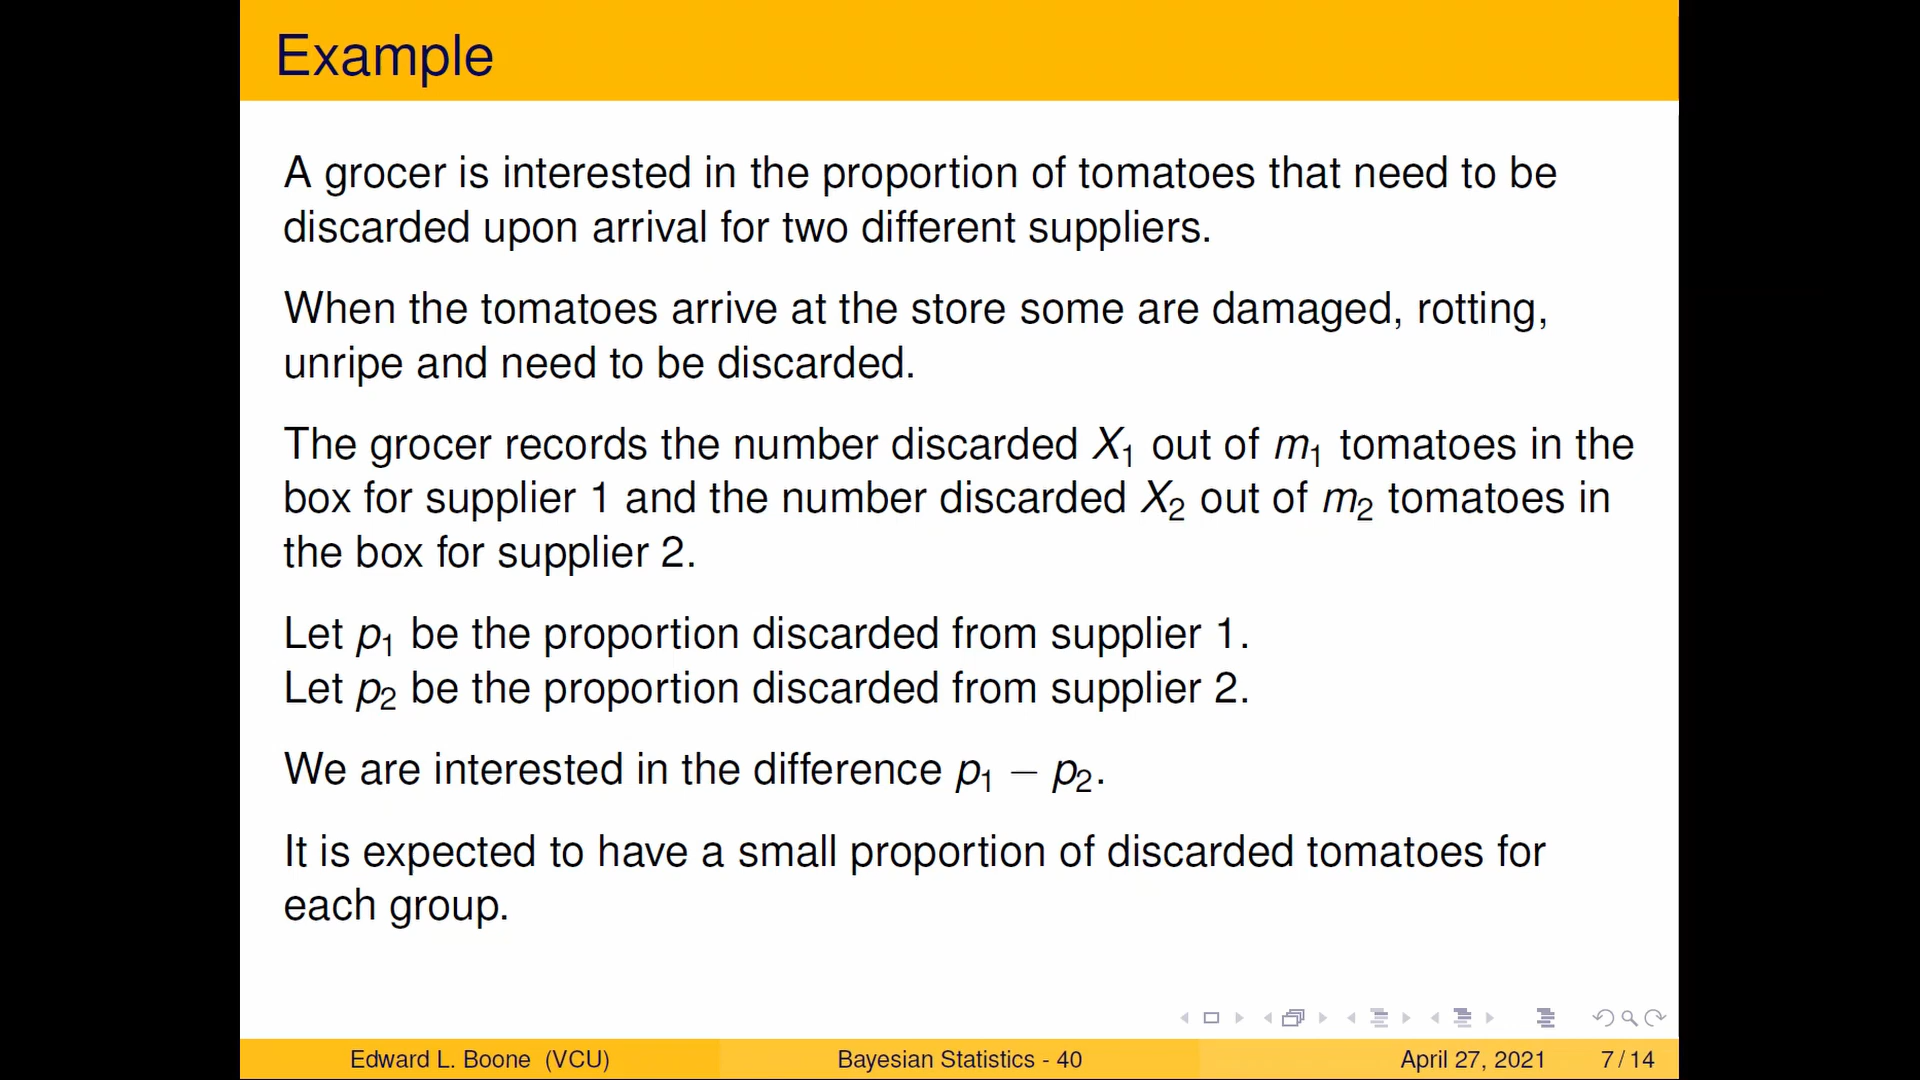 Example
A grocer is interested in the proportion of tomatoes that need to be
discarded upon arrival for two different suppliers.
When the tomatoes arrive at the store some are damaged, rotting,
unripe and need to be discarded.
The grocer records the number discarded X₁ out of m₁ tomatoes in the
box for supplier 1 and the number discarded X₂ out of m₂ tomatoes in
the box for supplier 2.
Let p₁ be the proportion discarded from supplier 1.
Let p₂ be the proportion discarded from supplier 2.
We are interested in the difference p₁ − p₂.
It is expected to have a small proportion of discarded tomatoes for
each group.
Edward L. Boone (VCU) Bayesian Statistics - 40 April 27, 2021 7 / 14